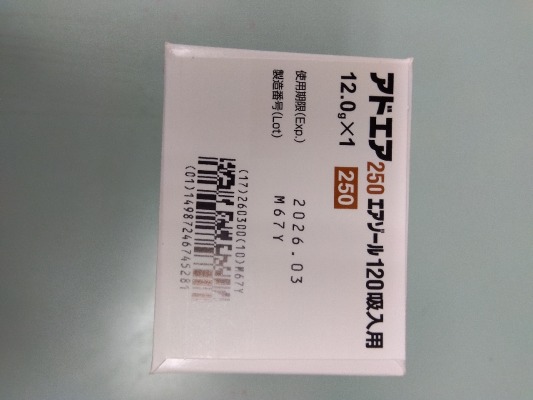 アドエア250エアゾール120吸入用
12.0g×1 250
使用期限(Exp.) 2026.03
製造番号(Lot) M67Y
(17)260300(10)M67Y
(01)14987246745281